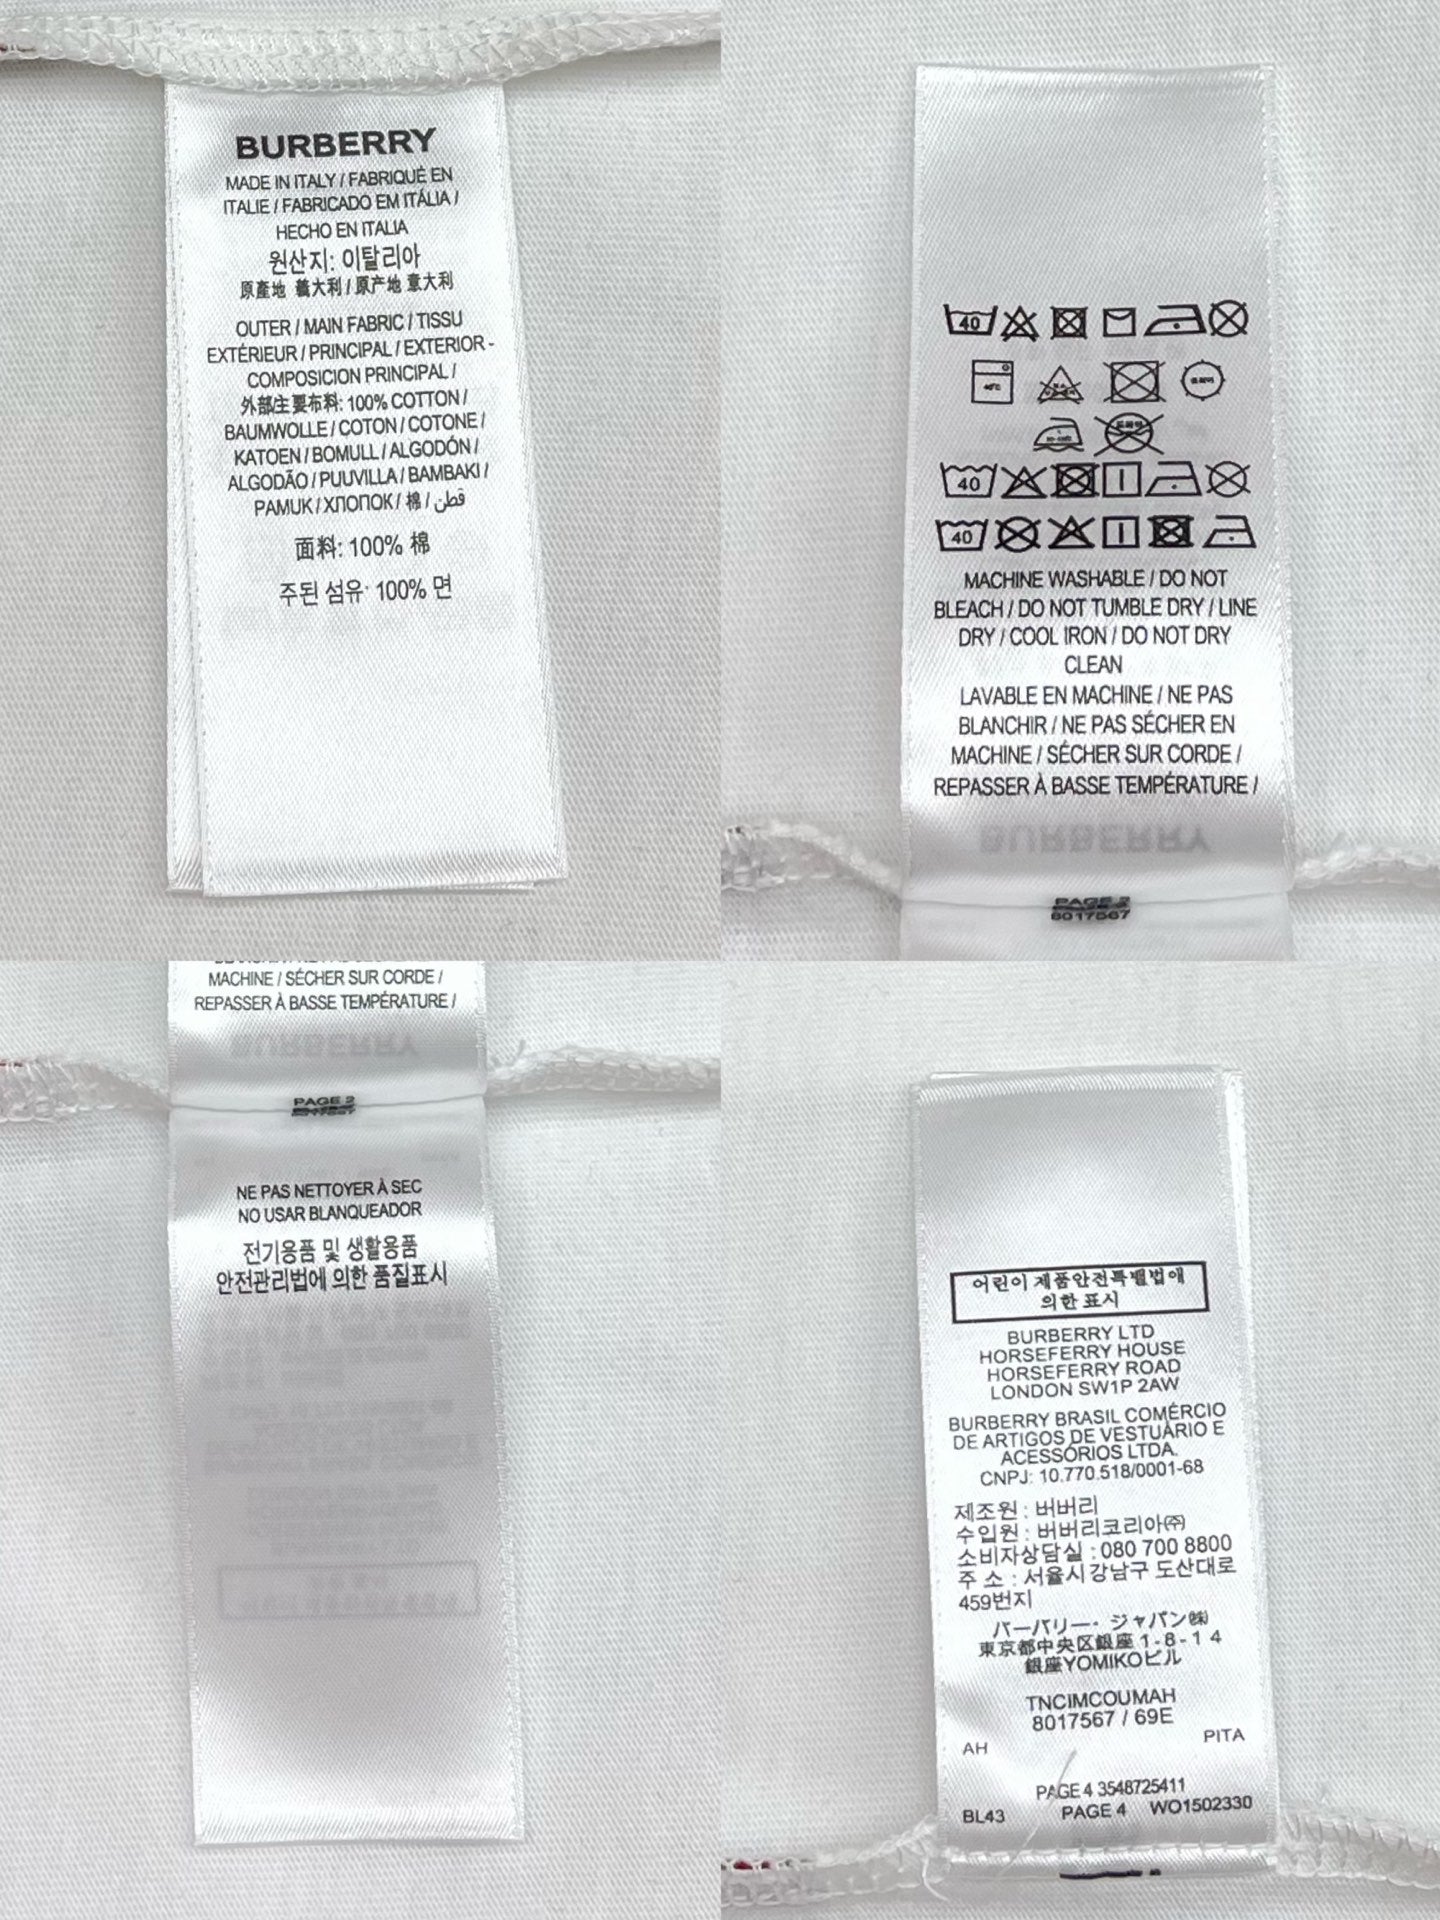 BURBERRY
MADE IN ITALY / FABRIQUÉ EN
ITALIE / FABRICADO EM ITÁLIA /
HECHO EN ITALIA
원산지: 이탈리아
原產地 義大利 / 原产地 意大利
OUTER / MAIN FABRIC / TISSU
EXTÉRIEUR / PRINCIPAL / EXTERIOR -
COMPOSICION PRINCIPAL /
外部主要布料: 100% COTTON /
BAUMWOLLE / COTON / COTONE /
KATOEN / BOMULL / ALGODÓN /
ALGODÃO / PUUVILLA / BAMBAKI /
PAMUK / ХЛОПОК / 棉 / قطن
面料: 100% 棉
주된 섬유: 100% 면
40
40
40
MACHINE WASHABLE / DO NOT
BLEACH / DO NOT TUMBLE DRY / LINE
DRY / COOL IRON / DO NOT DRY
CLEAN
LAVABLE EN MACHINE / NE PAS
BLANCHIR / NE PAS SÉCHER EN
MACHINE / SÉCHER SUR CORDE /
REPASSER À BASSE TEMPÉRATURE /
PAGE 2
8017567
MACHINE / SÉCHER SUR CORDE /
REPASSER À BASSE TEMPÉRATURE /
PAGE 2
8017567
NE PAS NETTOYER À SEC
NO USAR BLANQUEADOR
전기용품 및 생활용품
안전관리법에 의한 품질표시
어린이 제품안전특별법에
의한 표시
BURBERRY LTD
HORSEFERRY HOUSE
HORSEFERRY ROAD
LONDON SW1P 2AW
BURBERRY BRASIL COMÉRCIO
DE ARTIGOS DE VESTUÁRIO E
ACESSÓRIOS LTDA.
CNPJ: 10.770.518/0001-68
제조원 : 버버리
수입원 : 버버리코리아㈜
소비자상담실 : 080 700 8800
주 소 : 서울시 강남구 도산대로
459번지
バーバリー・ジャパン㈱
東京都中央区銀座 1-8-14
銀座YOMIKOビル
TNCIMCOUMAH
8017567 / 69E
AH PITA
PAGE 4 3548725411
BL43 PAGE 4 WO1502330